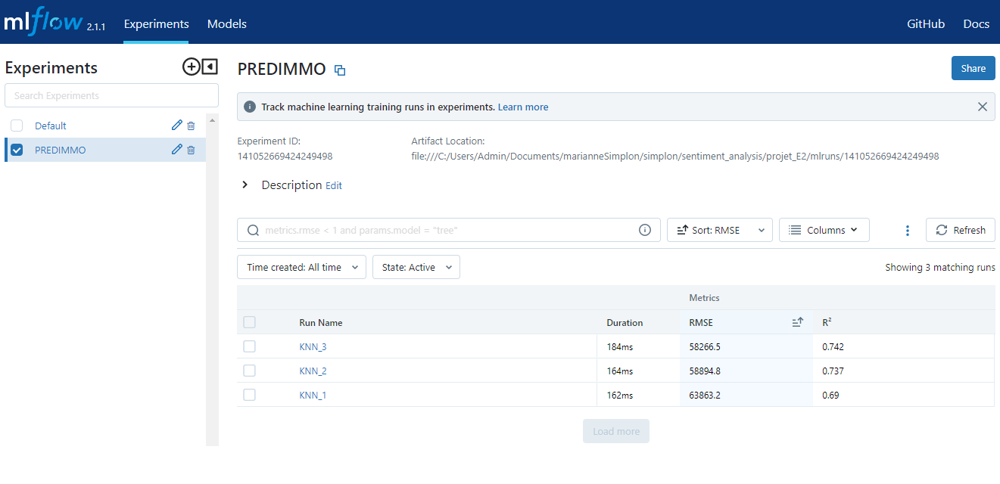 mlflow 2.1.1 Experiments Models GitHub Docs
Experiments
Search Experiments
Default
PREDIMMO
PREDIMMO Share
Track machine learning training runs in experiments. Learn more
Experiment ID: Artifact Location:
141052669424249498 file:///C:/Users/Admin/Documents/marianneSimplon/simplon/sentiment_analysis/projet_E2/mlruns/141052669424249498
Description Edit
metrics.rmse < 1 and params.model = "tree" Sort: RMSE Columns Refresh
Time created: All time State: Active Showing 3 matching runs
Metrics
Run Name Duration RMSE R²
KNN_3 184ms 58266.5 0.742
KNN_2 164ms 58894.8 0.737
KNN_1 162ms 63863.2 0.69
Load more